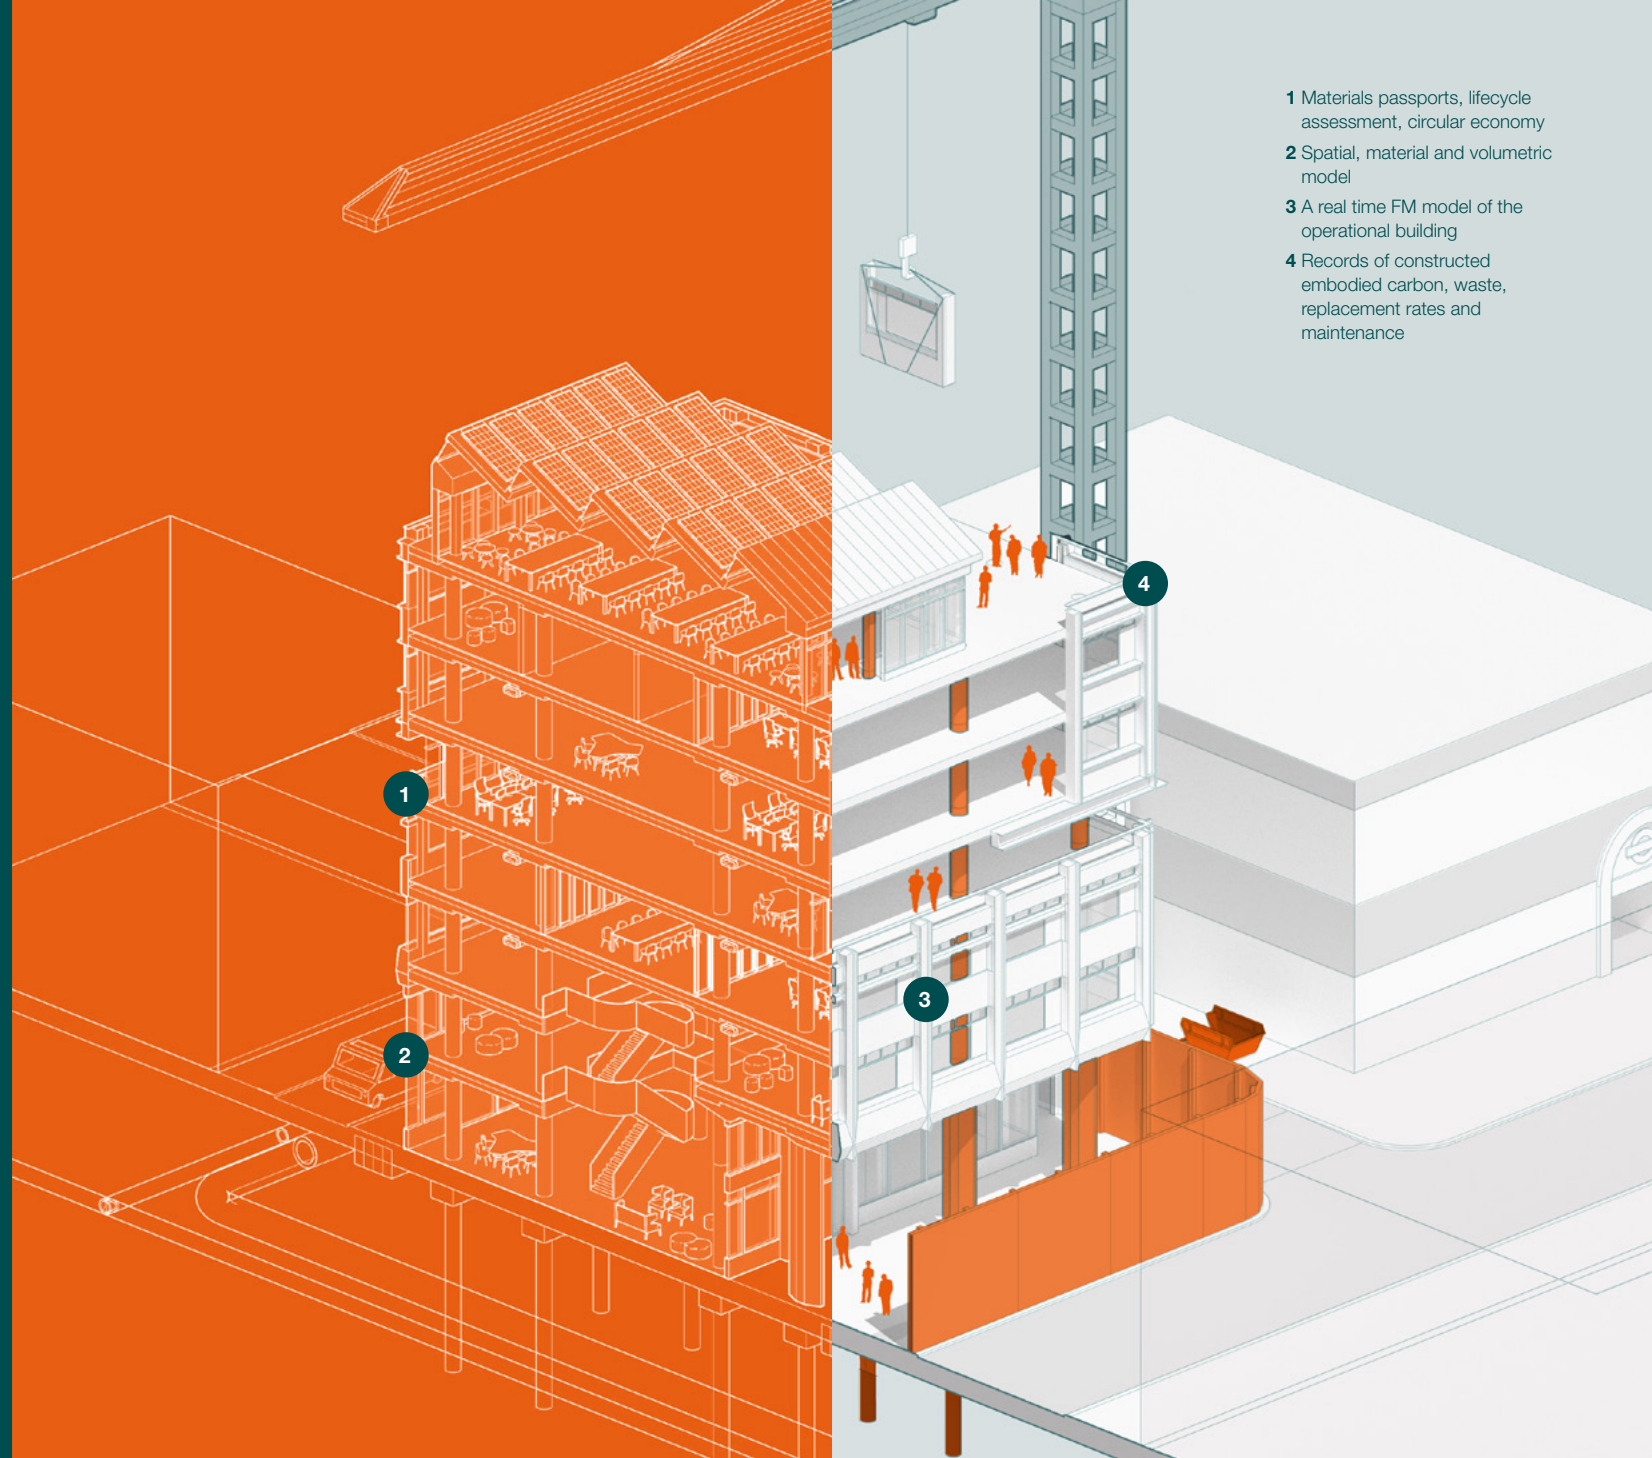 1 Materials passports, lifecycle
assessment, circular economy
2 Spatial, material and volumetric
model
3 A real time FM model of the
operational building
4 Records of constructed
embodied carbon, waste,
replacement rates and
maintenance
4
1
3
2